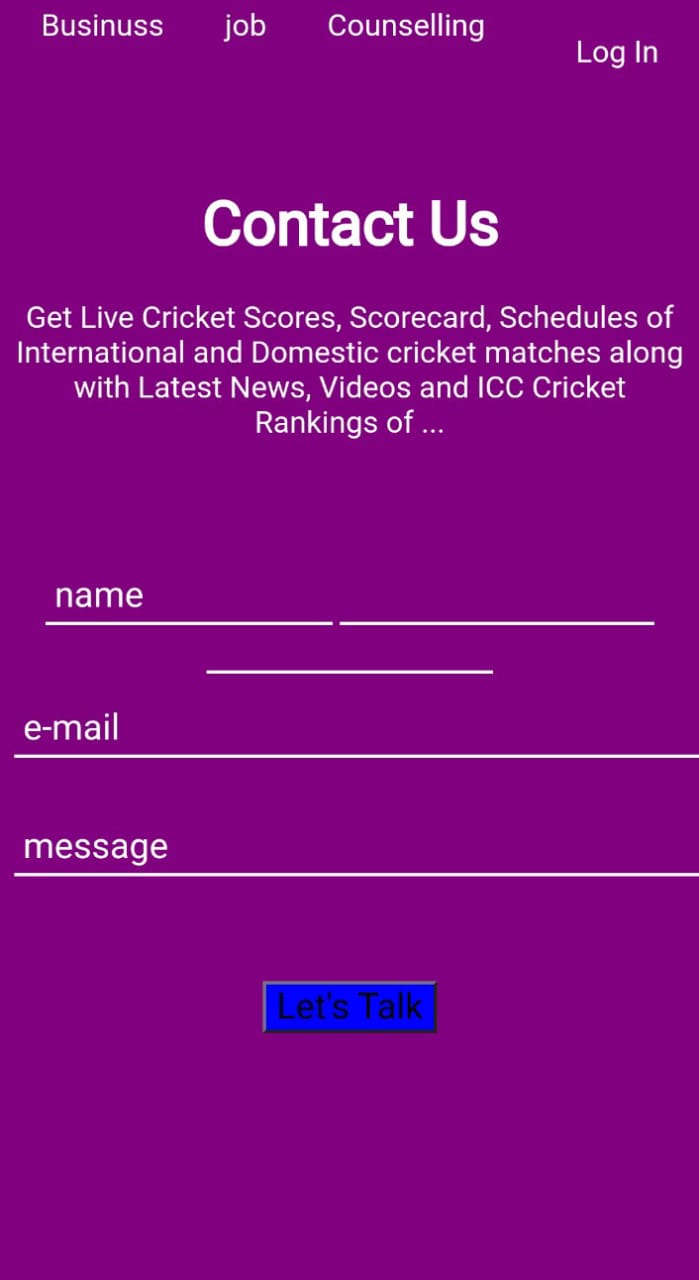 Businuss job Counselling
Log In
Contact Us
Get Live Cricket Scores, Scorecard, Schedules of
International and Domestic cricket matches along
with Latest News, Videos and ICC Cricket
Rankings of ...
name
e-mail
message
Let's Talk